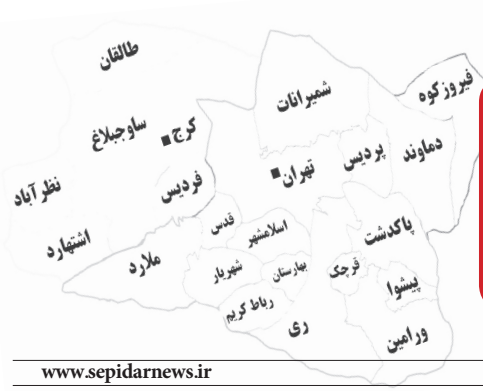 طالقان
فیروزکوه
شمیرانات
ساوجبلاغ
کرج
دماوند
پردیس
تهران
فردیس
نظرآباد
قدس
اسلامشهر
پاکدشت
اشتهارد
ملارد
شهریار
بهارستان
قرچک
پیشوا
رباط کریم
ری
ورامین
www.sepidarnews.ir